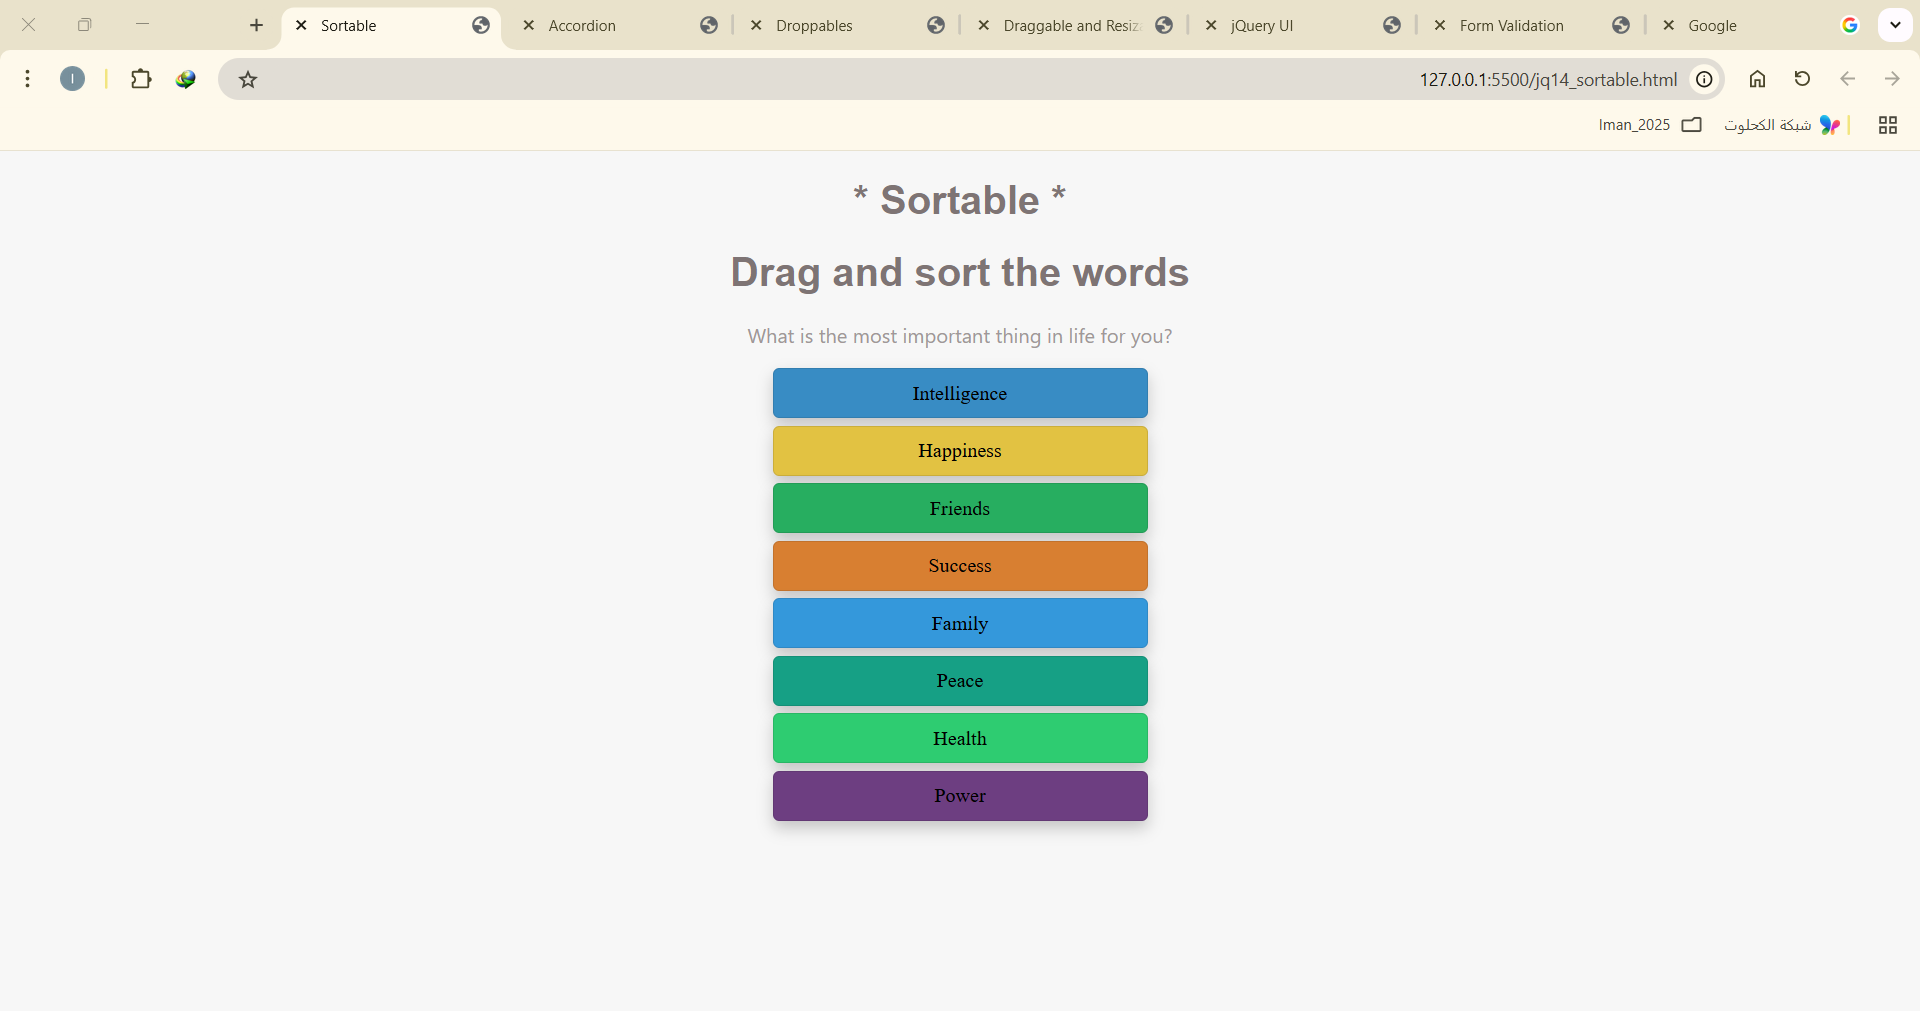 Sortable
Accordion
Droppables
Draggable and Resiz
jQuery UI
Form Validation
Google
I
127.0.0.1:5500/jq14_sortable.html
Iman_2025
شبكة الكحلوت
* Sortable *
Drag and sort the words
What is the most important thing in life for you?
Intelligence
Happiness
Friends
Success
Family
Peace
Health
Power